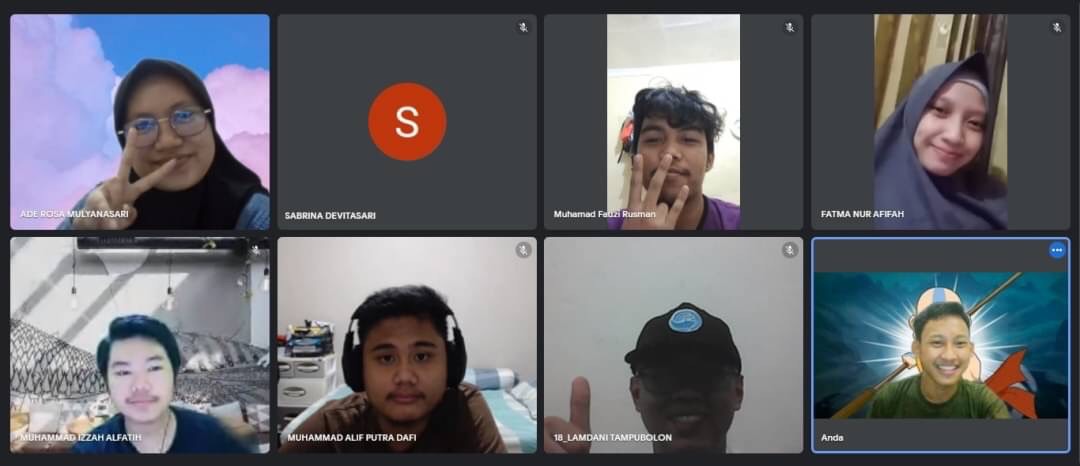 ADE ROSA MULYANASARI
S
SABRINA DEVITASARI
Muhamad Fauzi Rusman
FATMA NUR AFIFAH
MUHAMMAD IZZAH ALFATIH
MUHAMMAD ALIF PUTRA DAFI
18_LAMDANI TAMPUBOLON
Anda